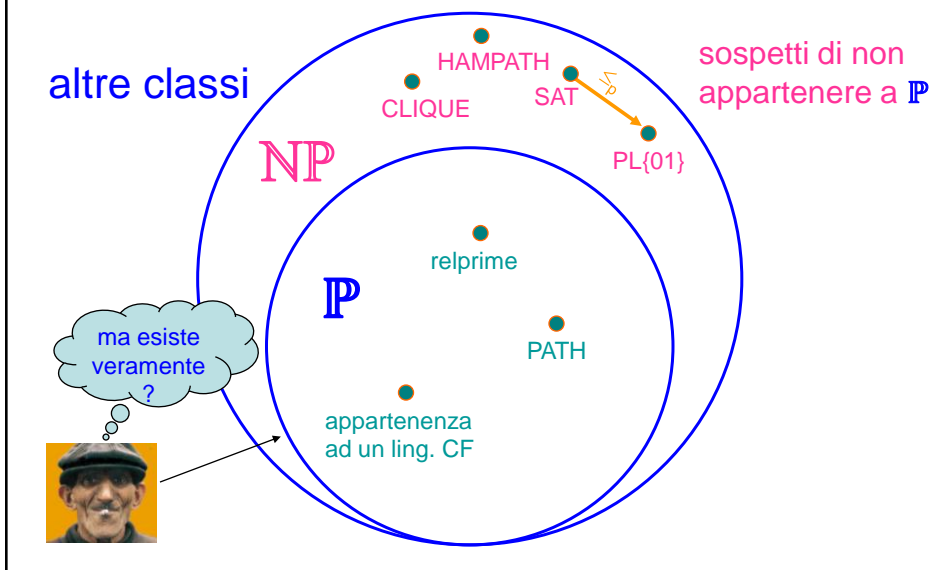 altre classi
HAMPATH
CLIQUE
SAT
≤p
PL{01}
sospetti di non
appartenere a ℙ
ℕℙ
relprime
ℙ
PATH
appartenenza
ad un ling. CF
ma esiste
veramente
?